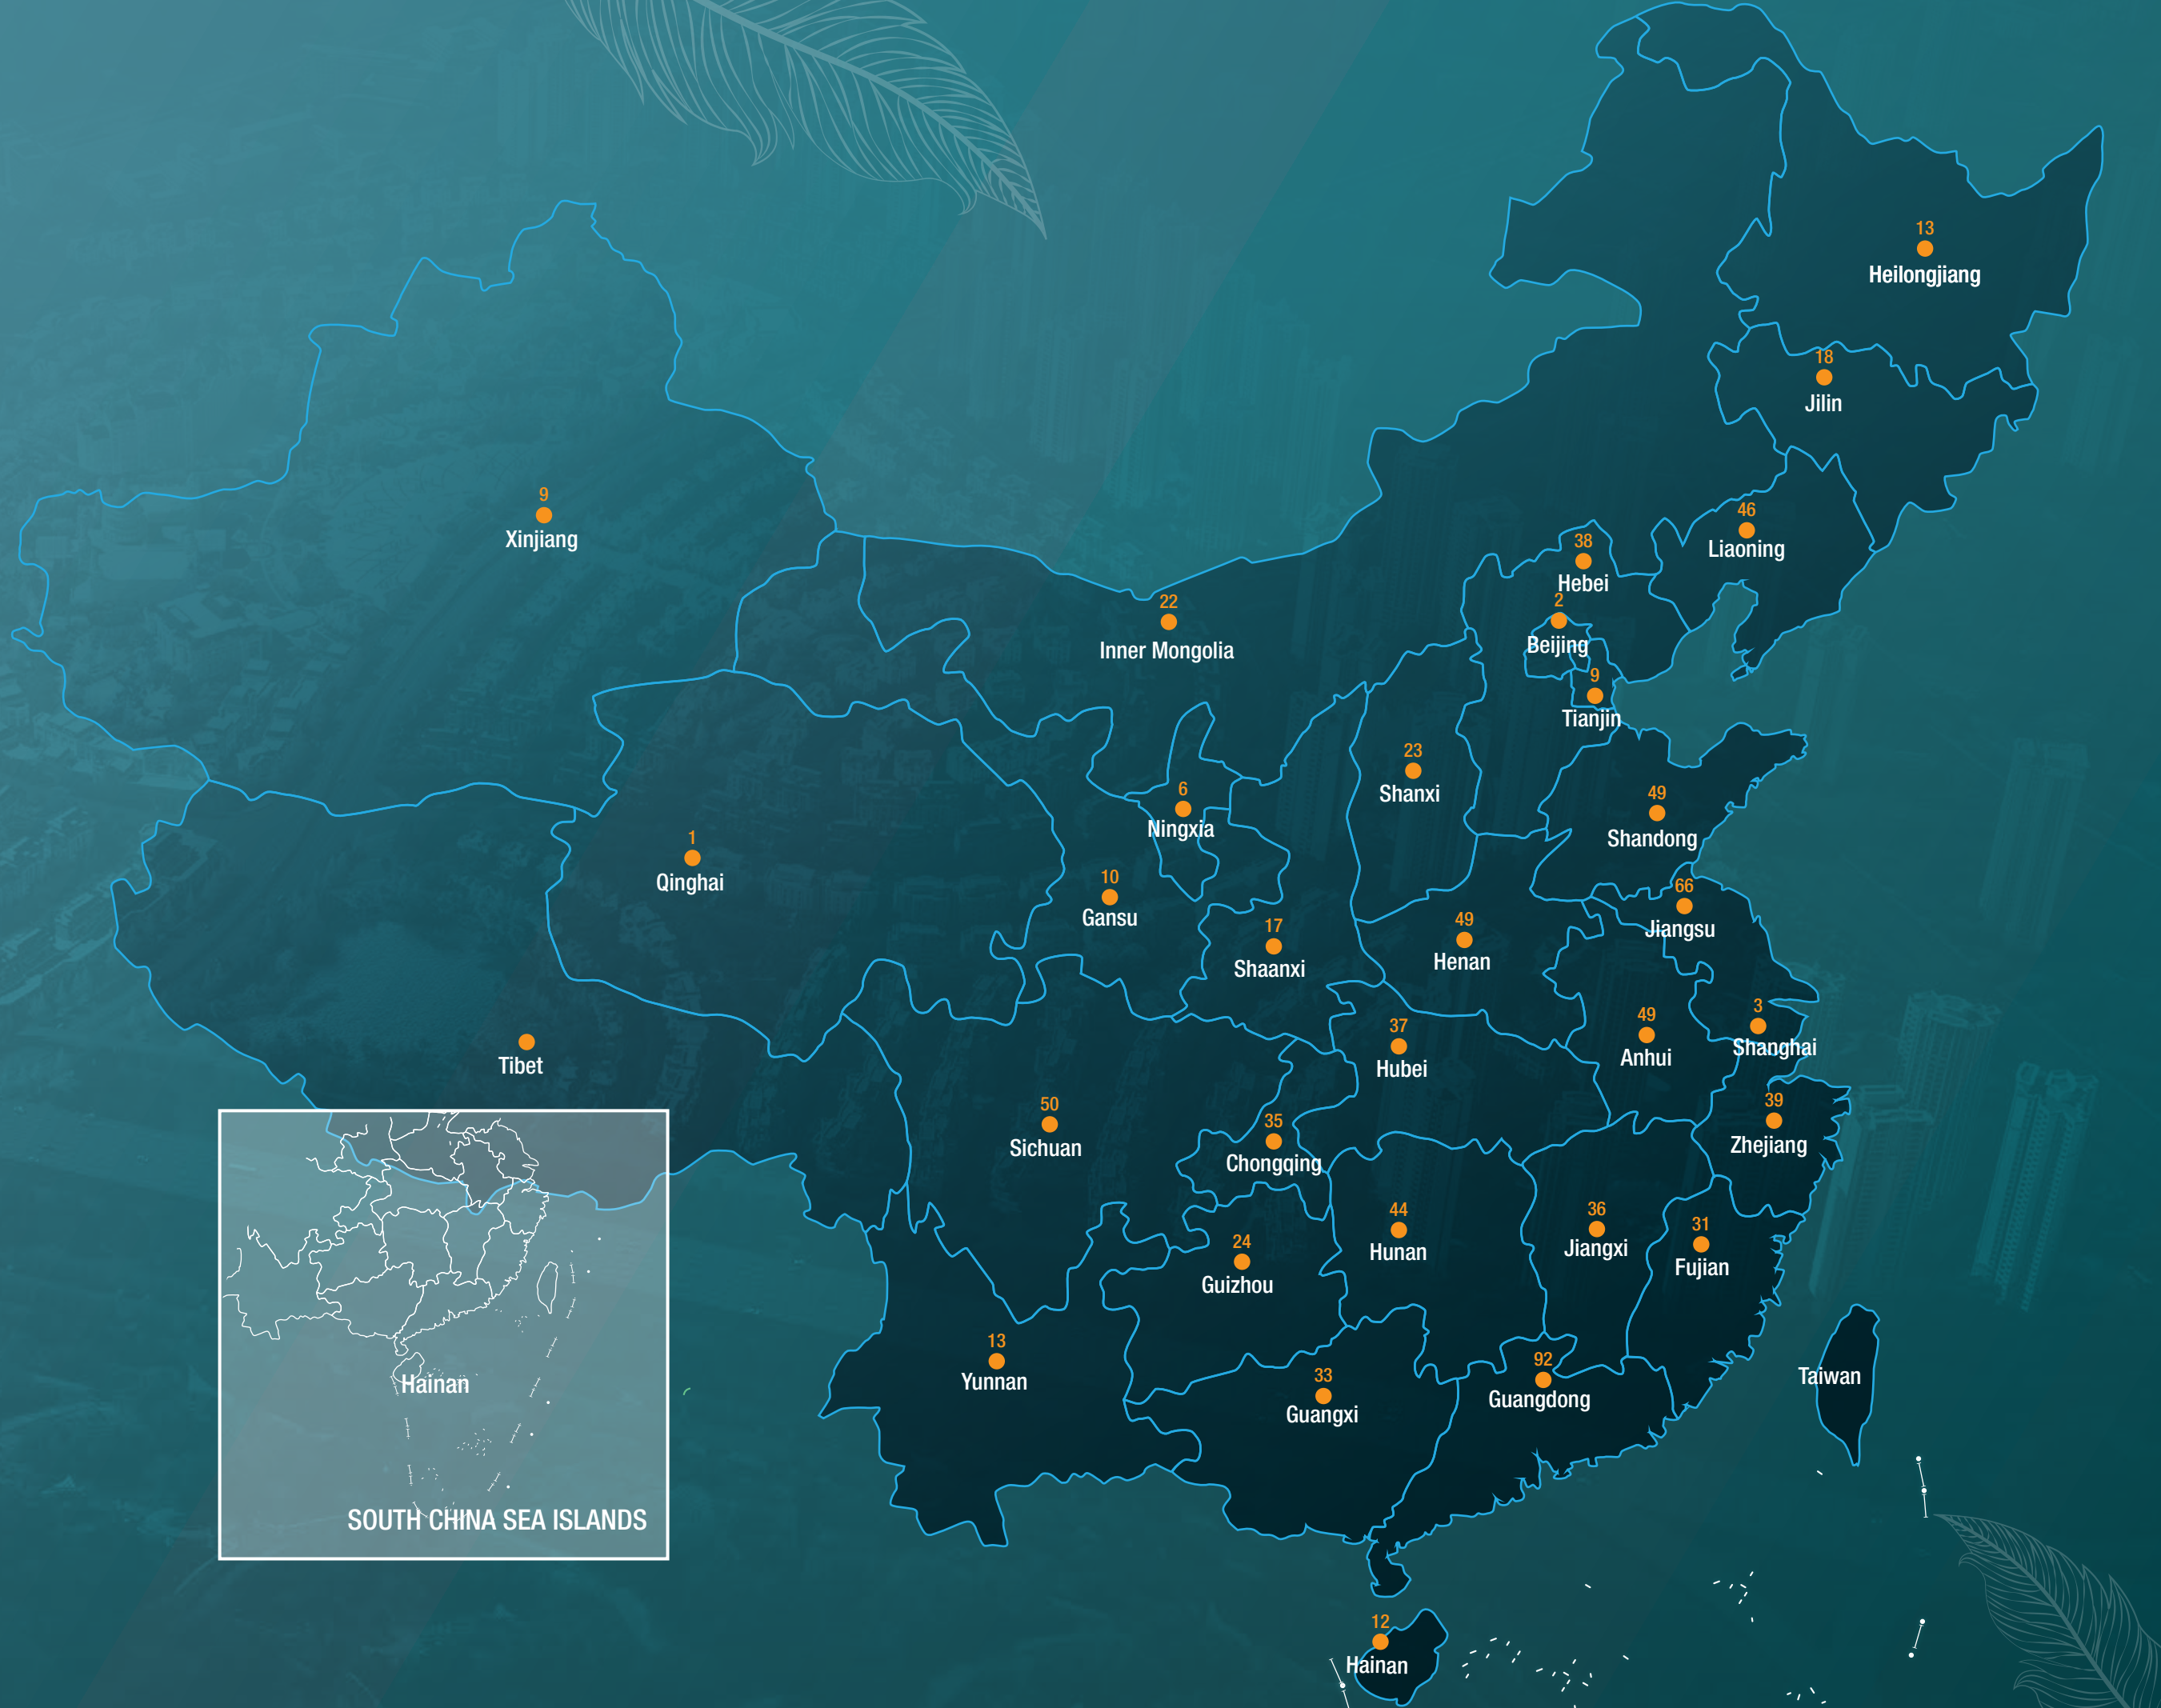 13
Heilongjiang
18
Jilin
9
Xinjiang
46
Liaoning
38
Hebei
22
Inner Mongolia
2
Beijing
9
Tianjin
23
Shanxi
6
Ningxia
49
Shandong
1
Qinghai
10
Gansu
66
Jiangsu
17
Shaanxi
49
Henan
3
Shanghai
49
Anhui
37
Hubei
Tibet
50
Sichuan
35
Chongqing
39
Zhejiang
44
Hunan
36
Jiangxi
31
Fujian
24
Guizhou
13
Yunnan
33
Guangxi
92
Guangdong
Taiwan
Hainan
SOUTH CHINA SEA ISLANDS
12
Hainan